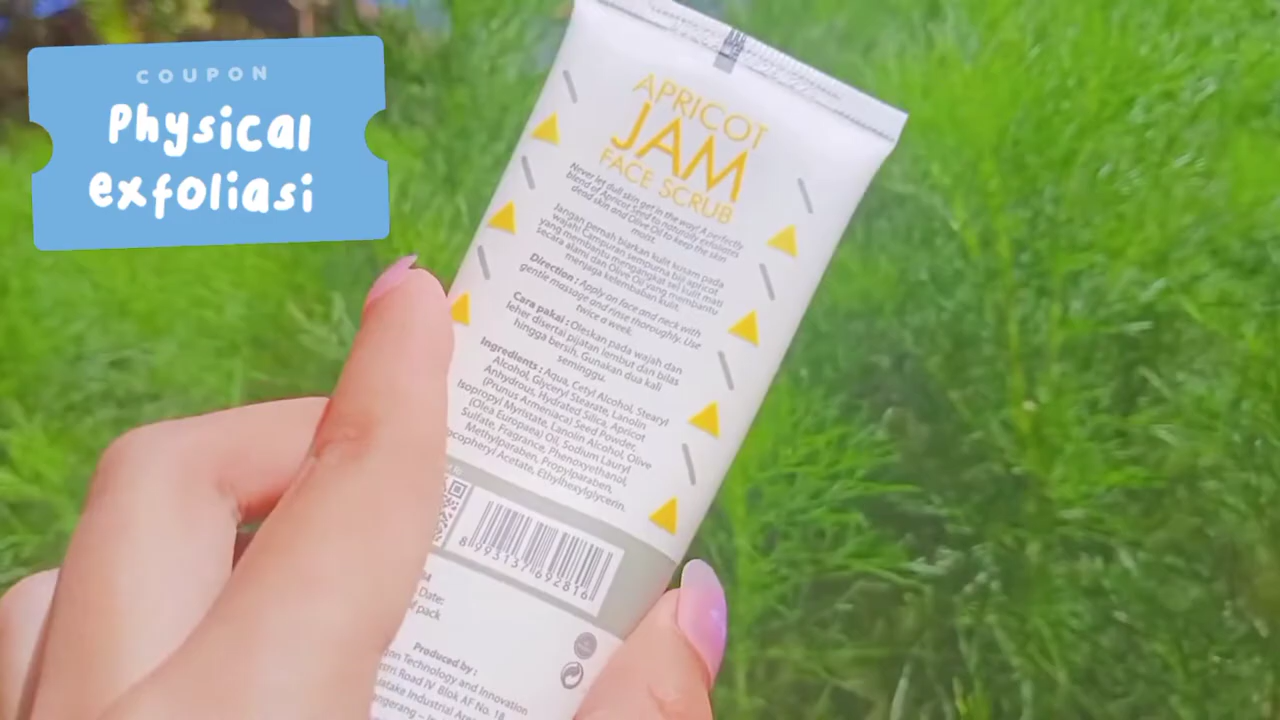 COUPON
Physical
exfoliasi
APRICOT
JAM
FACE SCRUB
Never let dull skin get in the way! A perfectly
blend of Apricot Seed to naturally exfoliates
dead skin and Olive Oil to keep the skin
moist.
Jangan pernah biarkan kulit kusam pada
wajah! Campuran sempurna biji apricot
yang membantu mengangkat sel kulit mati
secara alami dan Olive Oil yang membantu
menjaga kelembaban kulit.
Direction : Apply on face and neck with
gentle massage and rinse thoroughly. Use
twice a week.
Cara pakai : Oleskan pada wajah dan
leher disertai pijatan lembut dan bilas
hingga bersih. Gunakan dua kali
seminggu.
Ingredients : Aqua, Cetyl Alcohol, Stearyl
Alcohol, Glyceryl Stearate, Lanolin
Anhydrous, Hydrated Silica, Apricot
(Prunus Armeniaca) Seed Powder,
Isopropyl Myristate, Lanolin Alcohol, Olive
(Olea Europaea) Oil, Sodium Lauryl
Sulfate, Fragrance, Phenoxyethanol,
Methylparaben, Propylparaben,
ocopheryl Acetate, Ethylhexylglycerin.
8 993137 692816
Date:
pack
Produced by :
Technology and Innovation
Road IV Blok AF No. 18
atake Industrial